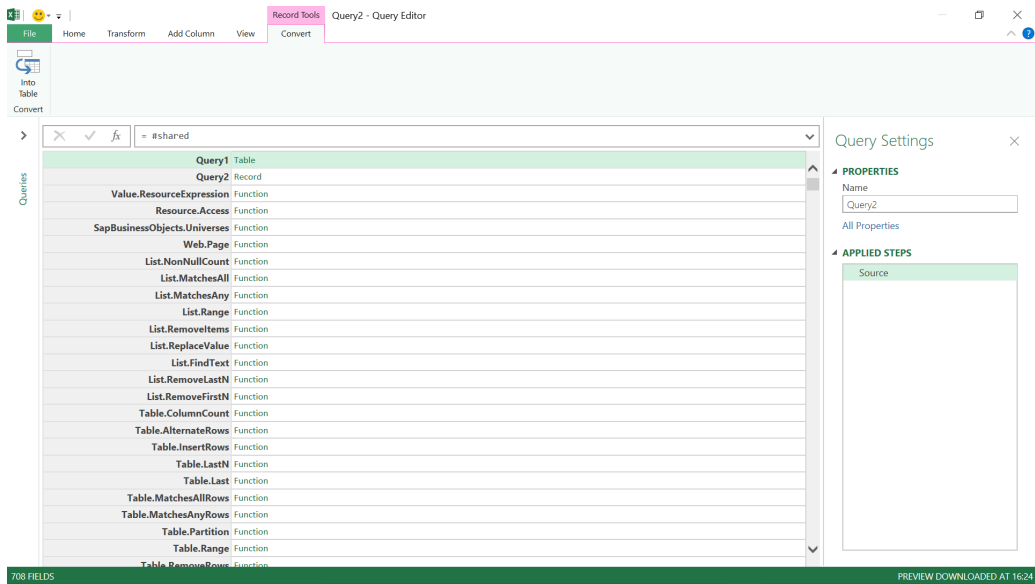 Record Tools Query2 - Query Editor
File Home Transform Add Column View Convert
Into
Table
Convert
fx = #shared
Queries
Query1 Table
Query2 Record
Value.ResourceExpression Function
Resource.Access Function
SapBusinessObjects.Universes Function
Web.Page Function
List.NonNullCount Function
List.MatchesAll Function
List.MatchesAny Function
List.Range Function
List.RemoveItems Function
List.ReplaceValue Function
List.FindText Function
List.RemoveLastN Function
List.RemoveFirstN Function
Table.ColumnCount Function
Table.AlternateRows Function
Table.InsertRows Function
Table.LastN Function
Table.Last Function
Table.MatchesAllRows Function
Table.MatchesAnyRows Function
Table.Partition Function
Table.Range Function
Table.RemoveRows Function
Query Settings
PROPERTIES
Name
Query2
All Properties
APPLIED STEPS
Source
708 FIELDS
PREVIEW DOWNLOADED AT 16:24